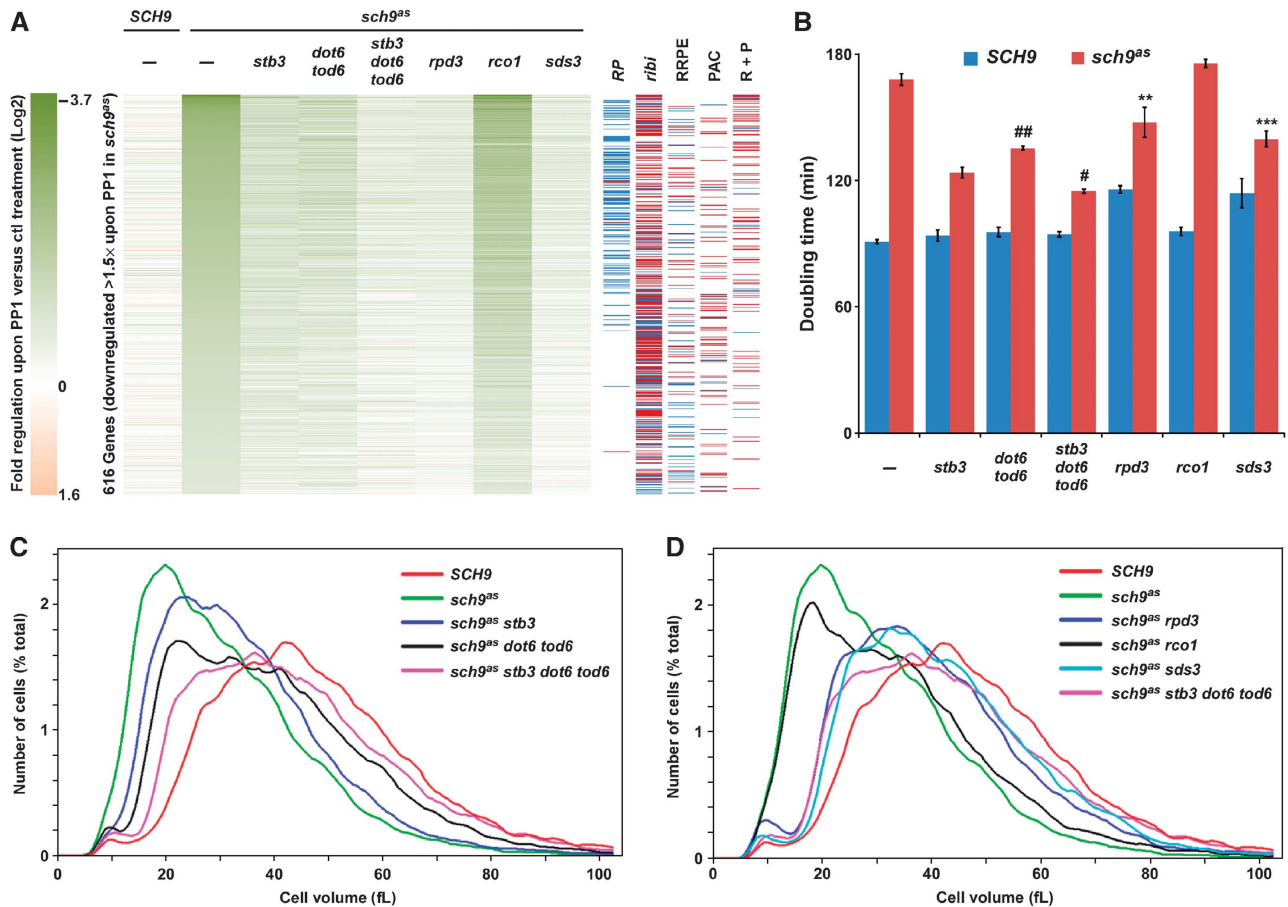 A
SCH9
sch9as
–
–
stb3
dot6
tod6
stb3
dot6
tod6
rpd3
rco1
sds3
RP
ribi
RRPE
PAC
R + P
Fold regulation upon PP1 versus ctl treatment (Log2)
–3.7
0
1.6
616 Genes (downregulated >1.5× upon PP1 in sch9as)
B
SCH9
sch9as
Doubling time (min)
180
120
60
0
##
#
**
***
–
stb3
dot6
tod6
stb3
dot6
tod6
rpd3
rco1
sds3
C
Number of cells (% total)
2
1
0
SCH9
sch9as
sch9as stb3
sch9as dot6 tod6
sch9as stb3 dot6 tod6
20
40
60
80
100
Cell volume (fL)
D
Number of cells (% total)
2
1
0
SCH9
sch9as
sch9as rpd3
sch9as rco1
sch9as sds3
sch9as stb3 dot6 tod6
20
40
60
80
100
Cell volume (fL)